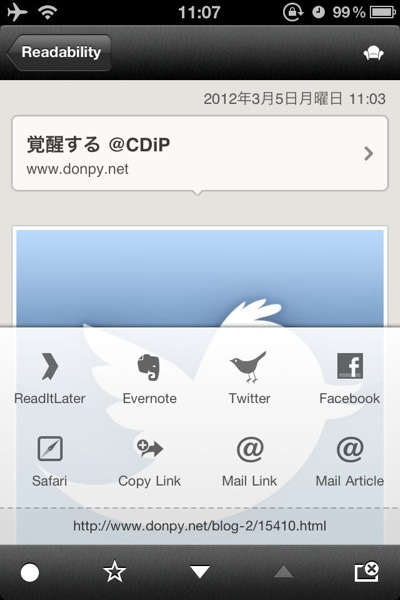 11:07
99%
Readability
2012年3月5日月曜日 11:03
覚醒する @CDiP
www.donpy.net
ReadItLater Evernote Twitter Facebook
Safari Copy Link Mail Link Mail Article
http://www.donpy.net/blog-2/15410.html